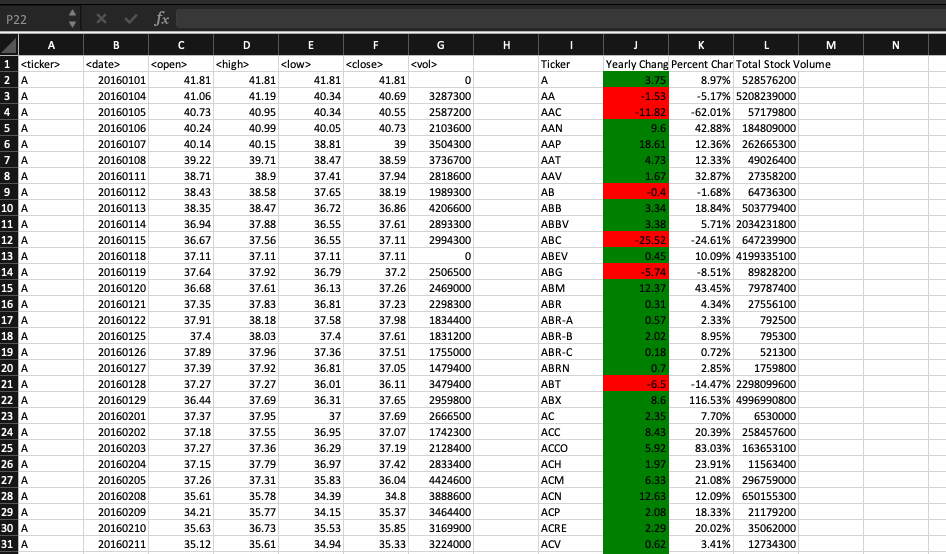 P22 fx
A B C D E F G H I J K L M N
1 <ticker> <date> <open> <high> <low> <close> <vol> Ticker Yearly Chang Percent Char Total Stock Volume
2 A 20160101 41.81 41.81 41.81 41.81 0 A 3.75 8.97% 528576200
3 A 20160104 41.06 41.19 40.34 40.69 3287300 AA -1.53 -5.17% 5208239000
4 A 20160105 40.73 40.95 40.34 40.55 2587200 AAC -11.82 -62.01% 57179800
5 A 20160106 40.24 40.99 40.05 40.73 2103600 AAN 9.6 42.88% 184809000
6 A 20160107 40.14 40.15 38.81 39 3504300 AAP 18.61 12.36% 262665300
7 A 20160108 39.22 39.71 38.47 38.59 3736700 AAT 4.73 12.33% 49026400
8 A 20160111 38.71 38.9 37.41 37.94 2818600 AAV 1.67 32.87% 27358200
9 A 20160112 38.43 38.58 37.65 38.19 1989300 AB -0.4 -1.68% 64736300
10 A 20160113 38.35 38.47 36.72 36.86 4206600 ABB 3.34 18.84% 503779400
11 A 20160114 36.94 37.88 36.55 37.61 2893300 ABBV 3.38 5.71% 2034231800
12 A 20160115 36.67 37.56 36.55 37.11 2994300 ABC -25.52 -24.61% 647239900
13 A 20160118 37.11 37.11 37.11 37.11 0 ABEV 0.45 10.09% 4199335100
14 A 20160119 37.64 37.92 36.79 37.2 2506500 ABG -5.74 -8.51% 89828200
15 A 20160120 36.68 37.61 36.13 37.26 2469000 ABM 12.37 43.45% 79787400
16 A 20160121 37.35 37.83 36.81 37.23 2298300 ABR 0.31 4.34% 27556100
17 A 20160122 37.91 38.18 37.58 37.98 1834400 ABR-A 0.57 2.33% 792500
18 A 20160125 37.4 38.03 37.4 37.61 1831200 ABR-B 2.02 8.95% 795300
19 A 20160126 37.89 37.96 37.36 37.51 1755000 ABR-C 0.18 0.72% 521300
20 A 20160127 37.39 37.92 36.81 37.05 1479400 ABRN 0.7 2.85% 1759800
21 A 20160128 37.27 37.27 36.01 36.11 3479400 ABT -6.5 -14.47% 2298099600
22 A 20160129 36.44 37.69 36.31 37.65 2959800 ABX 8.6 116.53% 4996990800
23 A 20160201 37.37 37.95 37 37.69 2666500 AC 2.35 7.70% 6530000
24 A 20160202 37.18 37.55 36.95 37.07 1742300 ACC 8.43 20.39% 258457600
25 A 20160203 37.27 37.36 36.29 37.19 2128400 ACCO 5.92 83.03% 163653100
26 A 20160204 37.15 37.79 36.97 37.42 2833400 ACH 1.97 23.91% 11563400
27 A 20160205 37.26 37.31 35.83 36.04 4424600 ACM 6.33 21.08% 296759000
28 A 20160208 35.61 35.78 34.39 34.8 3888600 ACN 12.63 12.09% 650155300
29 A 20160209 34.21 35.77 34.15 35.37 3464400 ACP 2.08 18.33% 21179200
30 A 20160210 35.63 36.73 35.53 35.85 3169900 ACRE 2.29 20.02% 35062000
31 A 20160211 35.12 35.61 34.94 35.33 3224000 ACV 0.62 3.41% 12734300